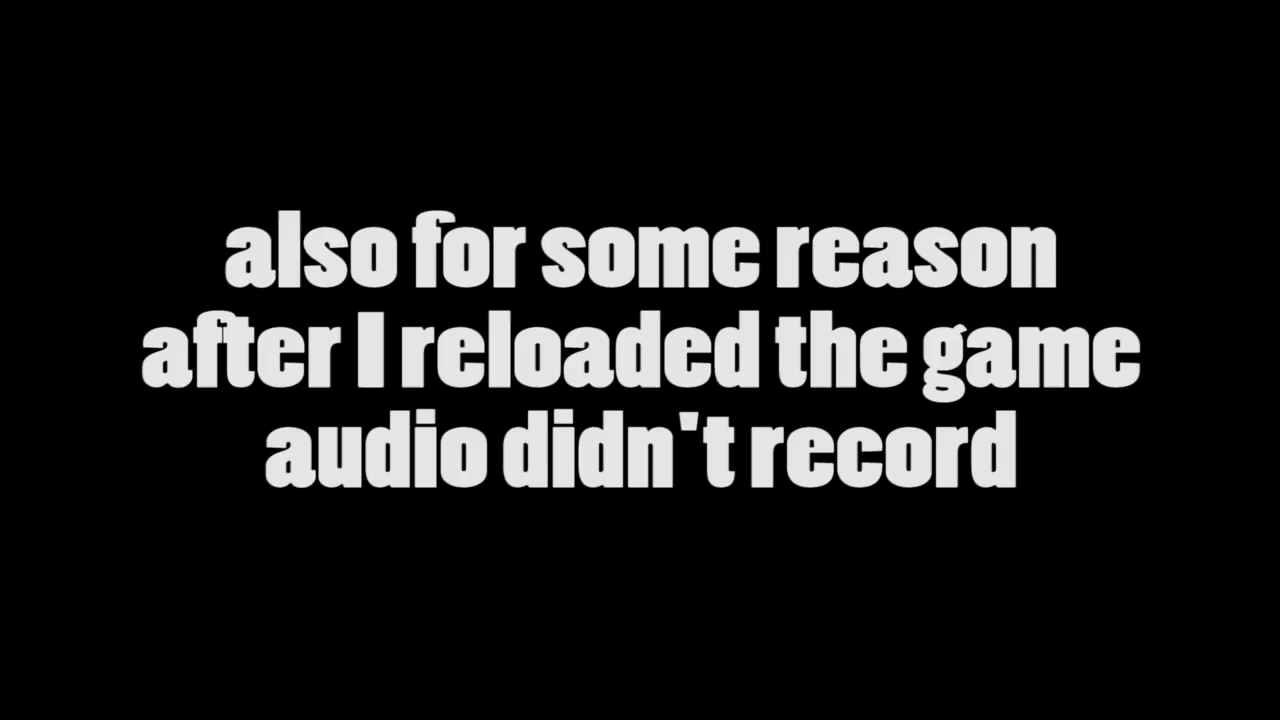 also for some reason
after I reloaded the game
audio didn't record